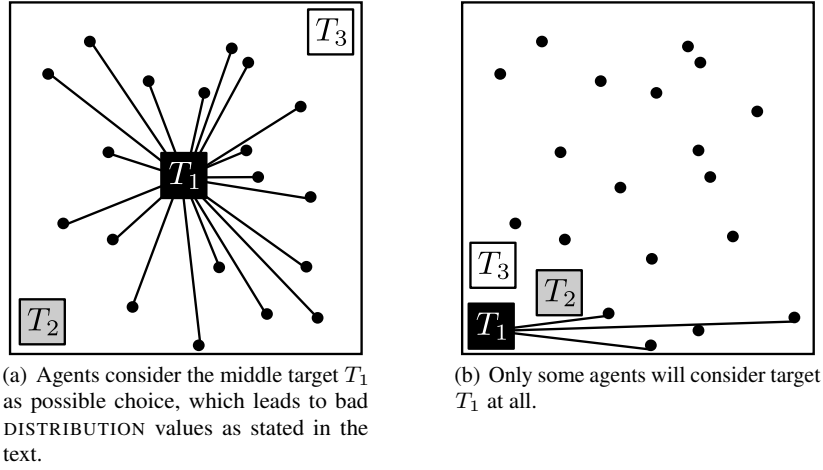 T3
T1
T2
T3
T2
T1
(a) Agents consider the middle target T1
as possible choice, which leads to bad
DISTRIBUTION values as stated in the
text.
(b) Only some agents will consider target
T1 at all.